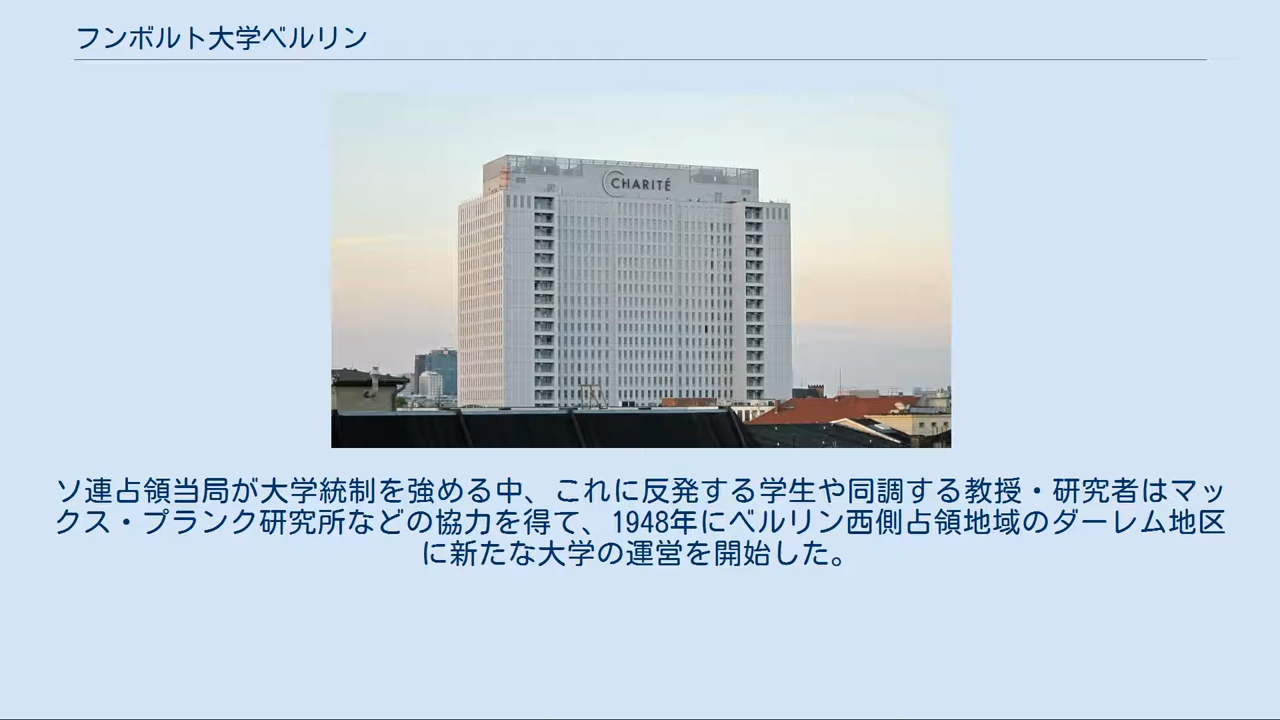 フンボルト大学ベルリン
CHARITÉ
ソ連占領当局が大学統制を強める中、これに反発する学生や同調する教授・研究者はマッ
クス・プランク研究所などの協力を得て、1948年にベルリン西側占領地域のダーレム地区
に新たな大学の運営を開始した。